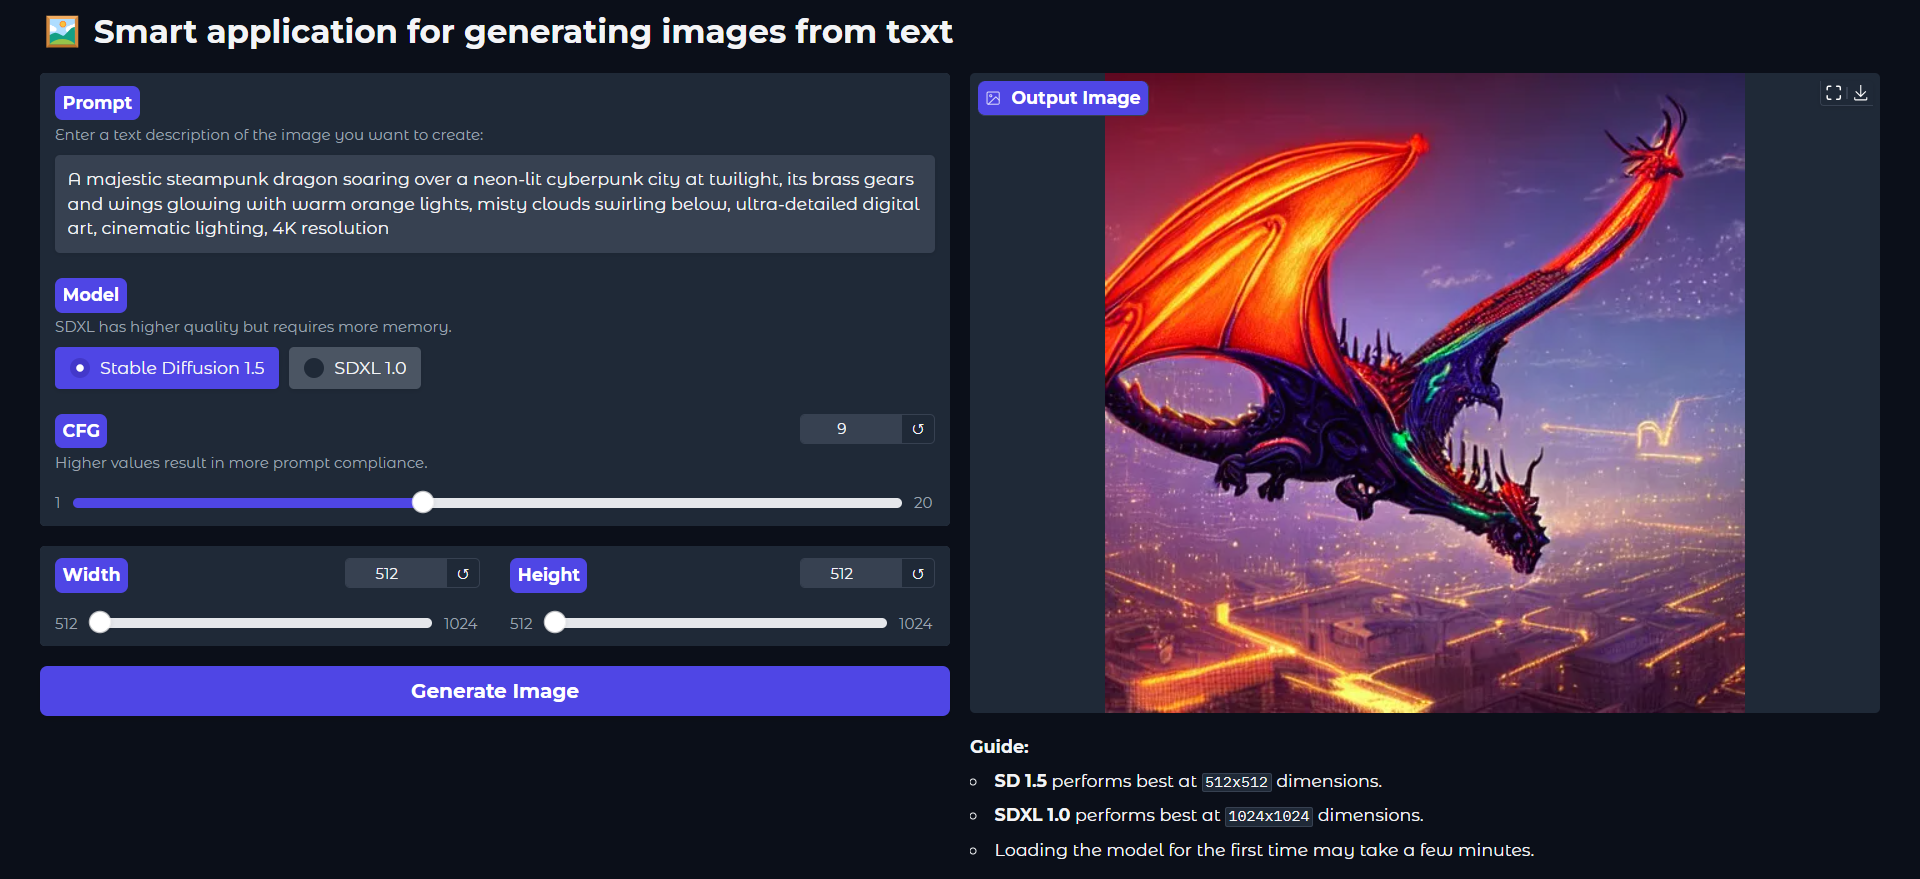 Smart application for generating images from text
Prompt
Enter a text description of the image you want to create:
A majestic steampunk dragon soaring over a neon-lit cyberpunk city at twilight, its brass gears
and wings glowing with warm orange lights, misty clouds swirling below, ultra-detailed digital
art, cinematic lighting, 4K resolution
Model
SDXL has higher quality but requires more memory.
Stable Diffusion 1.5
SDXL 1.0
CFG
9
Higher values result in more prompt compliance.
1
20
Width
512
512
1024
Height
512
512
1024
Generate Image
Output Image
Guide:
SD 1.5 performs best at 512x512 dimensions.
SDXL 1.0 performs best at 1024x1024 dimensions.
Loading the model for the first time may take a few minutes.